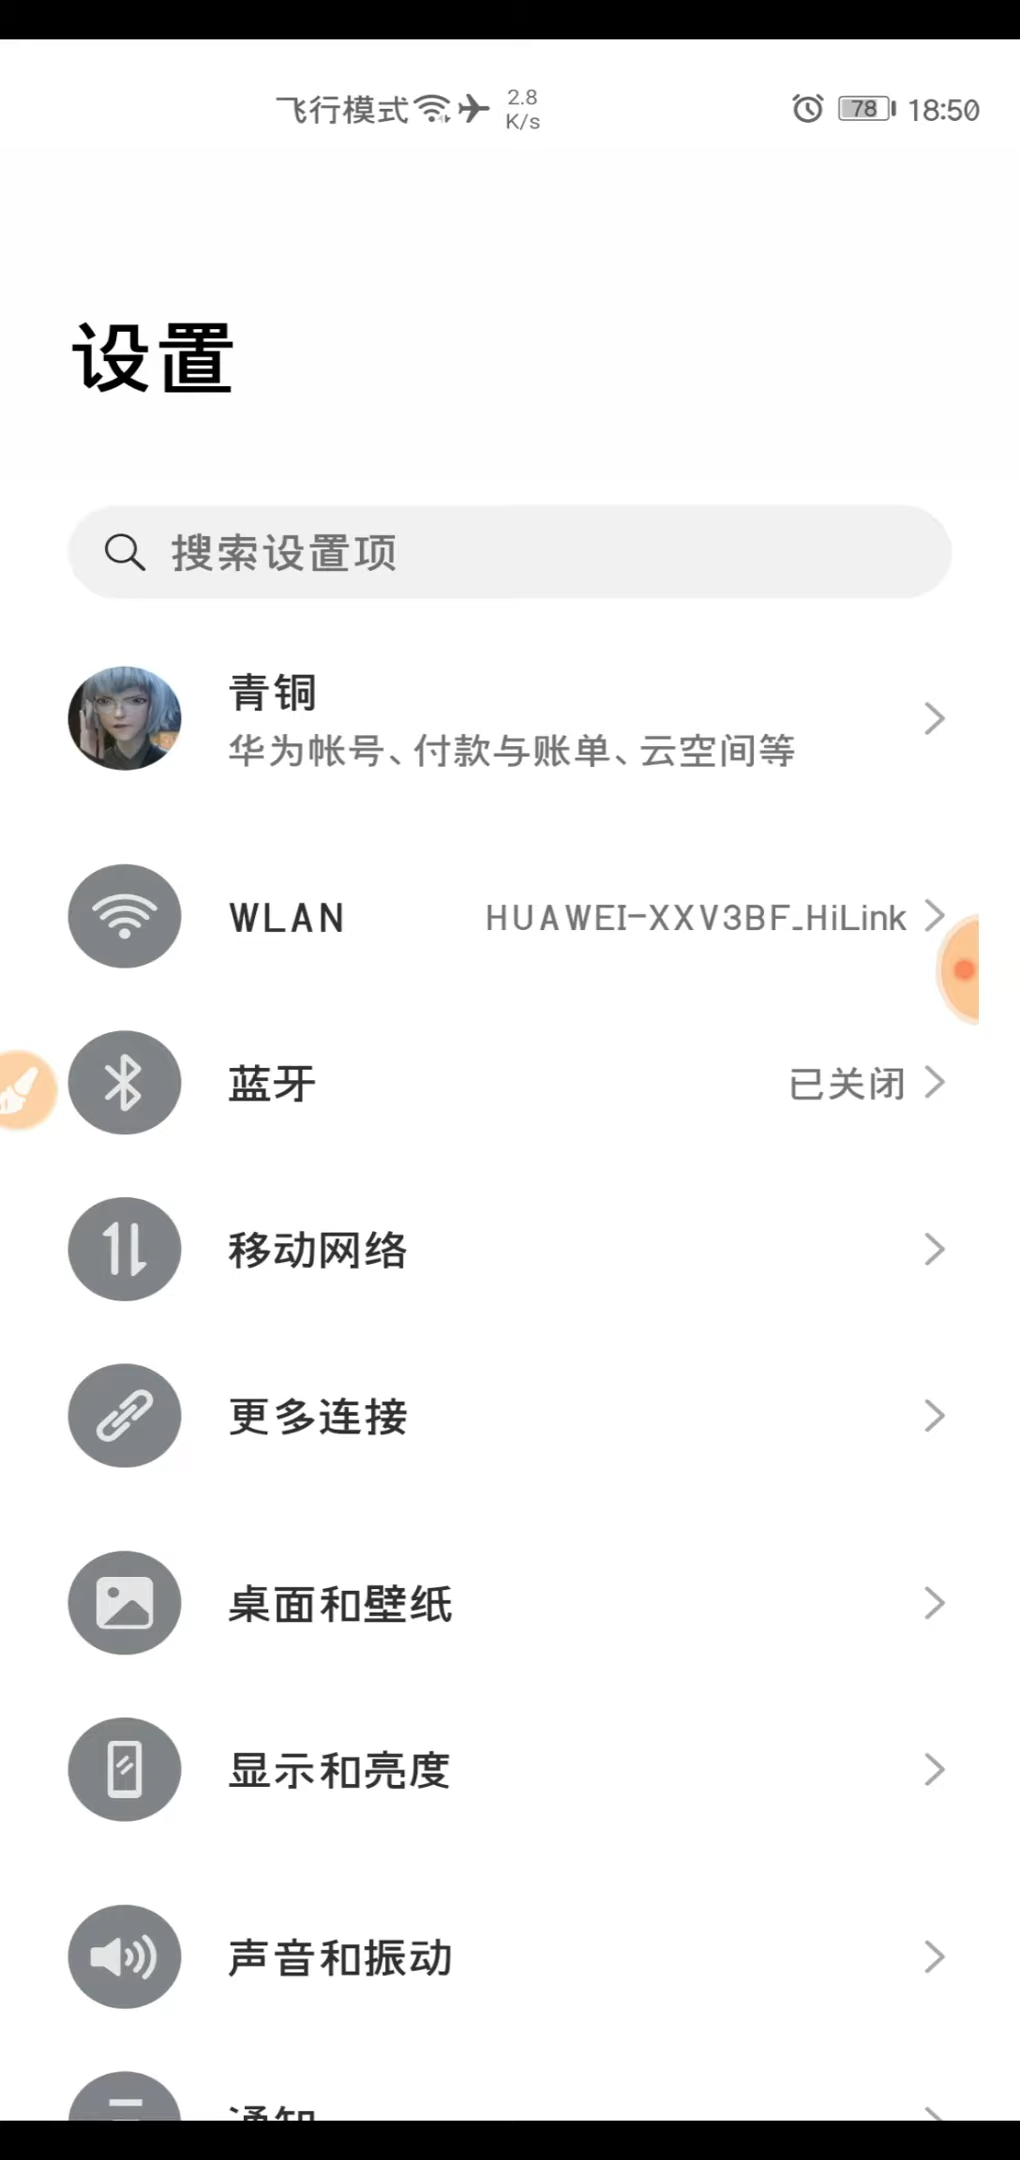 飞行模式 2.8 K/s 78 18:50
设置
搜索设置项
青铜
华为帐号、付款与账单、云空间等
WLAN HUAWEI-XXV3BF_HiLink
蓝牙 已关闭
移动网络
更多连接
桌面和壁纸
显示和亮度
声音和振动
通知